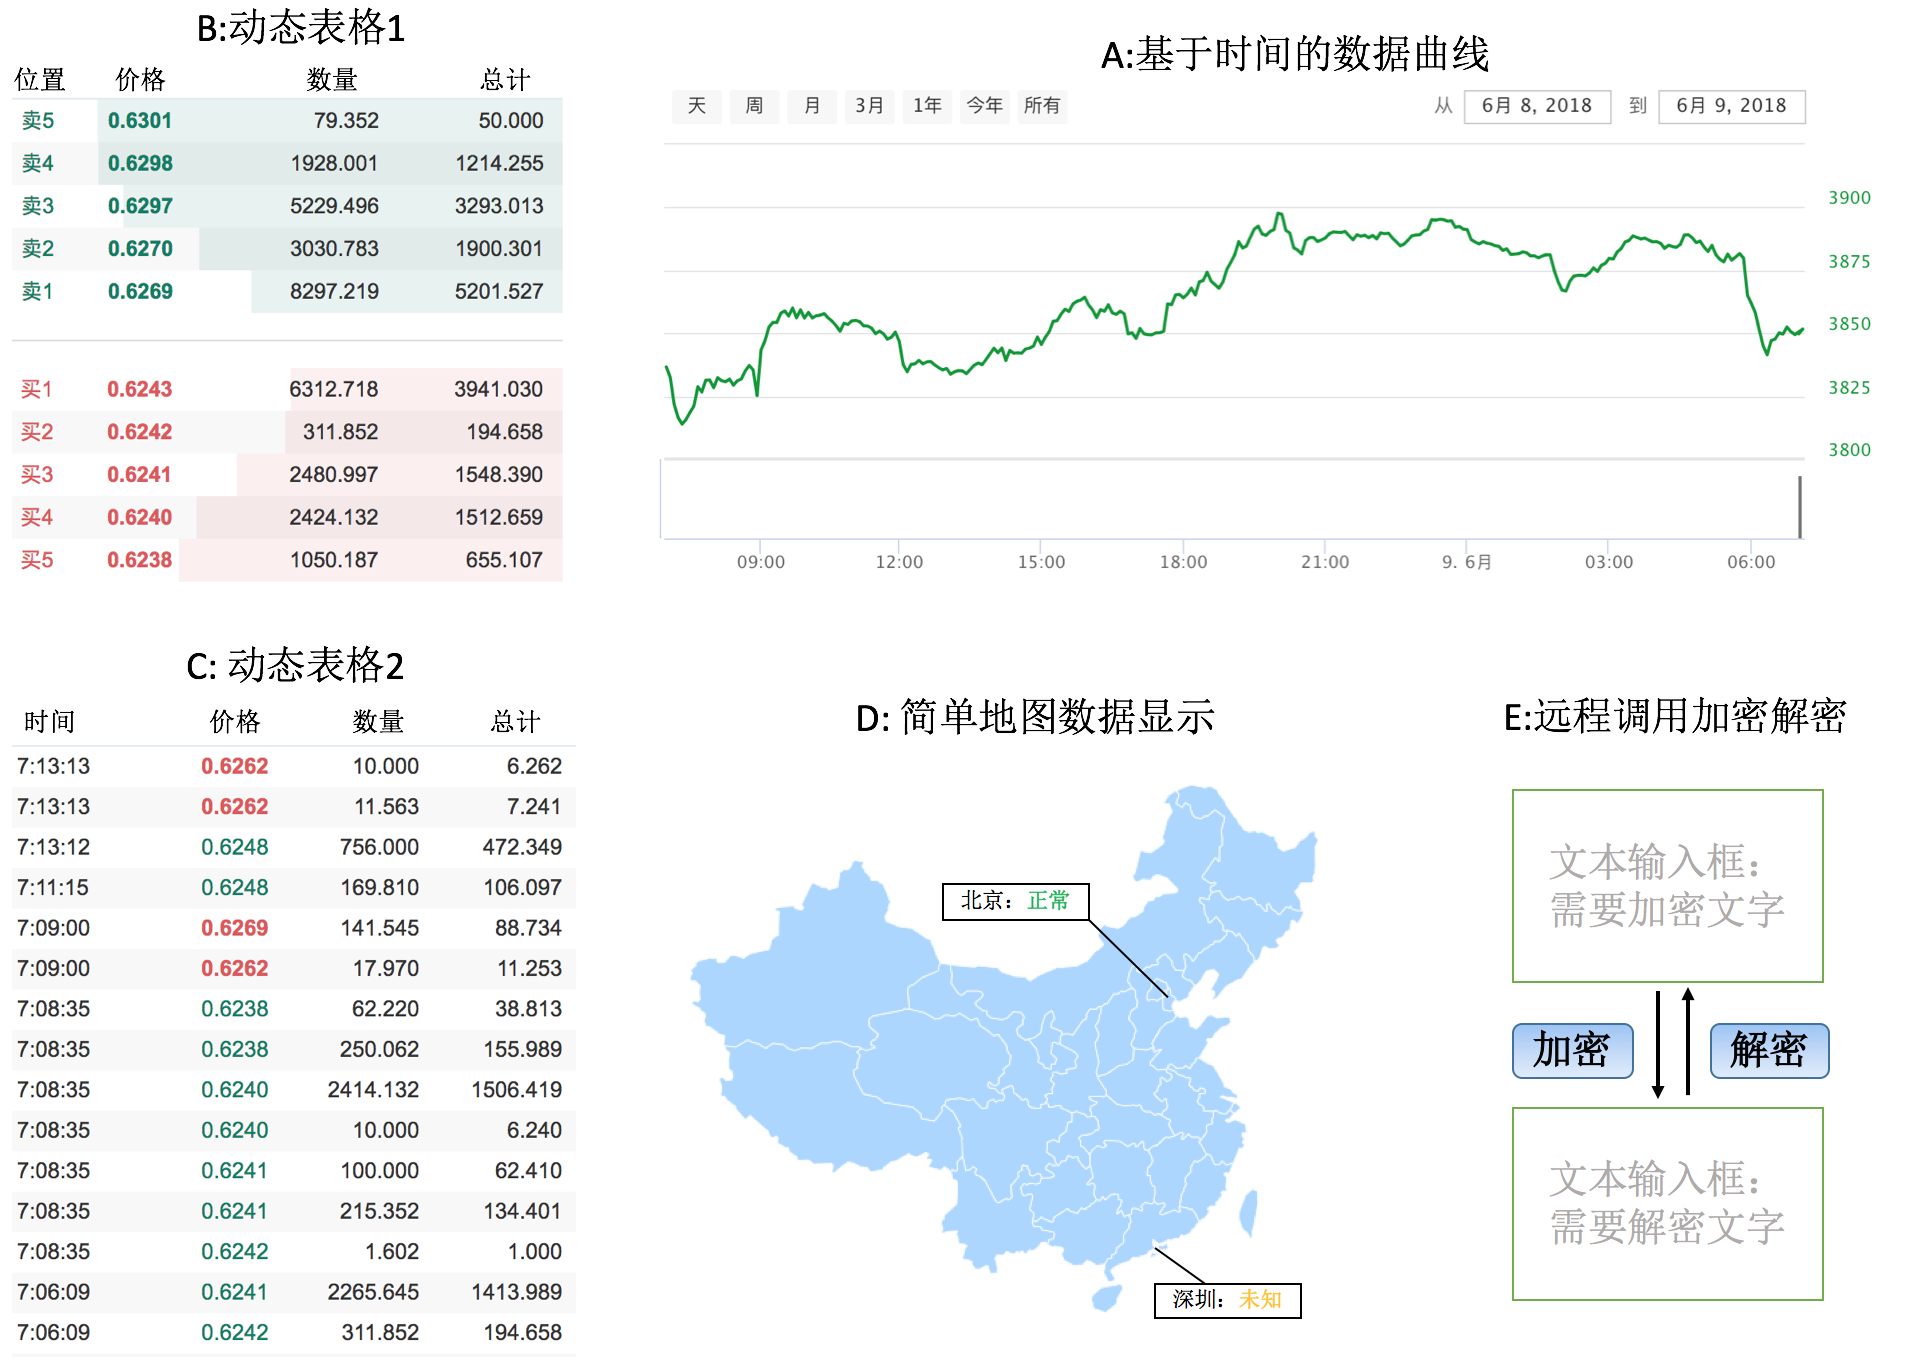 B:动态表格1
位置 价格 数量 总计
卖5 0.6301 79.352 50.000
卖4 0.6298 1928.001 1214.255
卖3 0.6297 5229.496 3293.013
卖2 0.6270 3030.783 1900.301
卖1 0.6269 8297.219 5201.527
买1 0.6243 6312.718 3941.030
买2 0.6242 311.852 194.658
买3 0.6241 2480.997 1548.390
买4 0.6240 2424.132 1512.659
买5 0.6238 1050.187 655.107
A:基于时间的数据曲线
天 周 月 3月 1年 今年 所有 从 6月 8, 2018 到 6月 9, 2018
3900
3875
3850
3825
3800
09:00 12:00 15:00 18:00 21:00 9. 6月 03:00 06:00
C: 动态表格2
时间 价格 数量 总计
7:13:13 0.6262 10.000 6.262
7:13:13 0.6262 11.563 7.241
7:13:12 0.6248 756.000 472.349
7:11:15 0.6248 169.810 106.097
7:09:00 0.6269 141.545 88.734
7:09:00 0.6262 17.970 11.253
7:08:35 0.6238 62.220 38.813
7:08:35 0.6238 250.062 155.989
7:08:35 0.6240 2414.132 1506.419
7:08:35 0.6240 10.000 6.240
7:08:35 0.6241 100.000 62.410
7:08:35 0.6241 215.352 134.401
7:08:35 0.6242 1.602 1.000
7:06:09 0.6241 2265.645 1413.989
7:06:09 0.6242 311.852 194.658
D: 简单地图数据显示
北京：正常
深圳：未知
E:远程调用加密解密
文本输入框：
需要加密文字
加密 解密
文本输入框：
需要解密文字